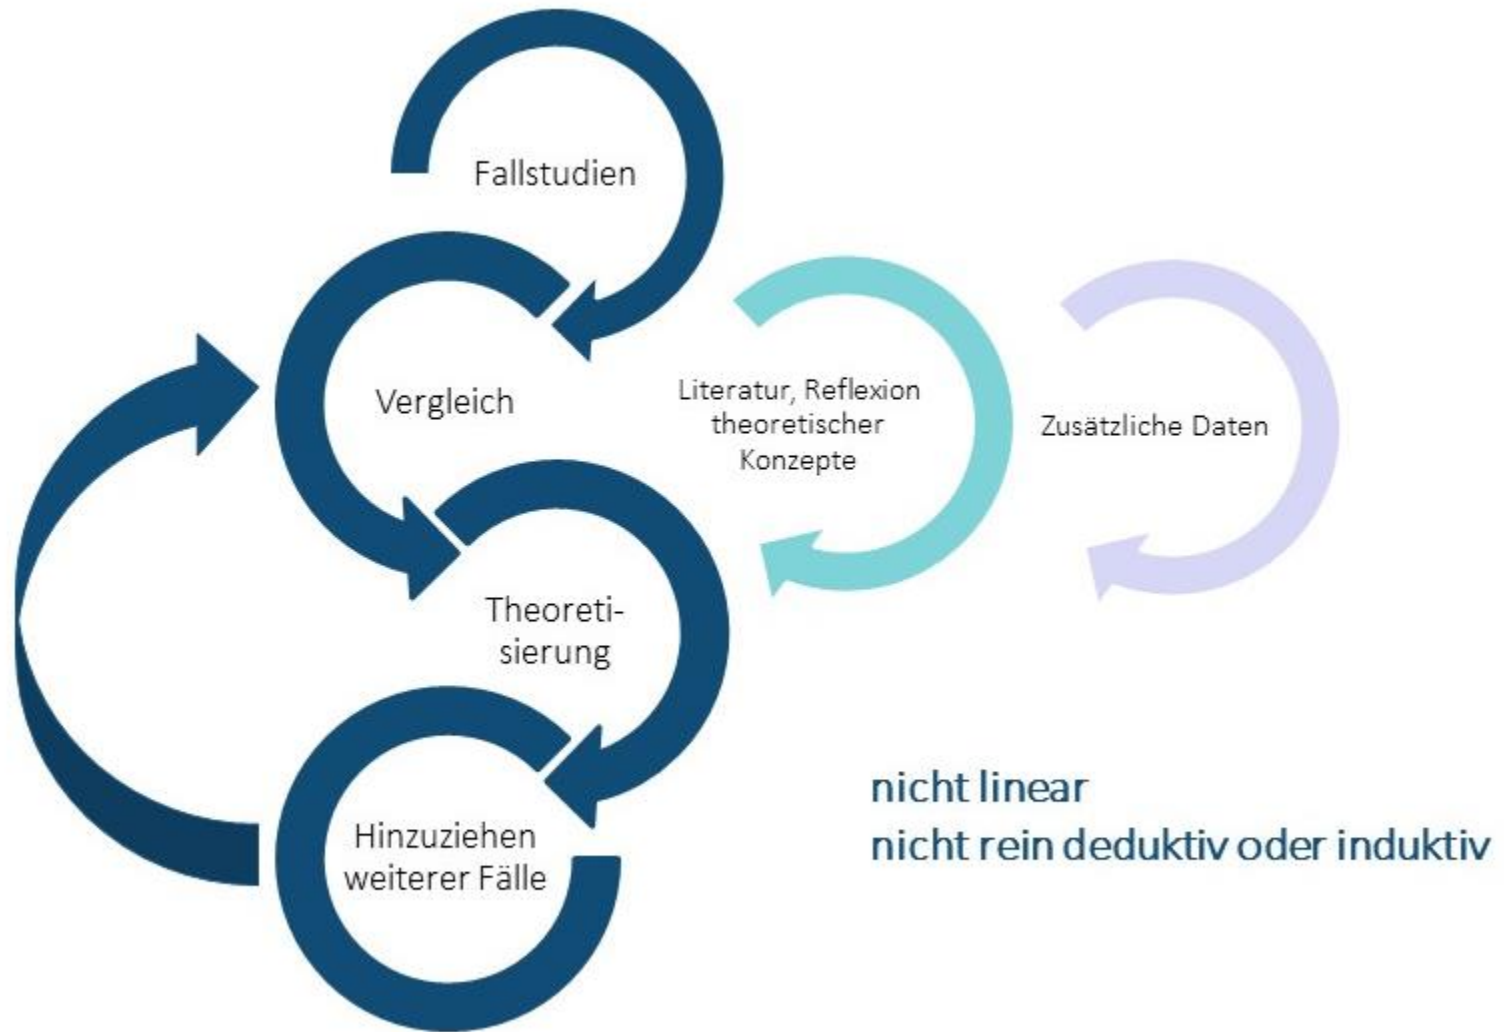 Fallstudien
Vergleich
Literatur, Reflexion
theoretischer
Konzepte
Zusätzliche Daten
Theoreti-
sierung
Hinzuziehen
weiterer Fälle
nicht linear
nicht rein deduktiv oder induktiv